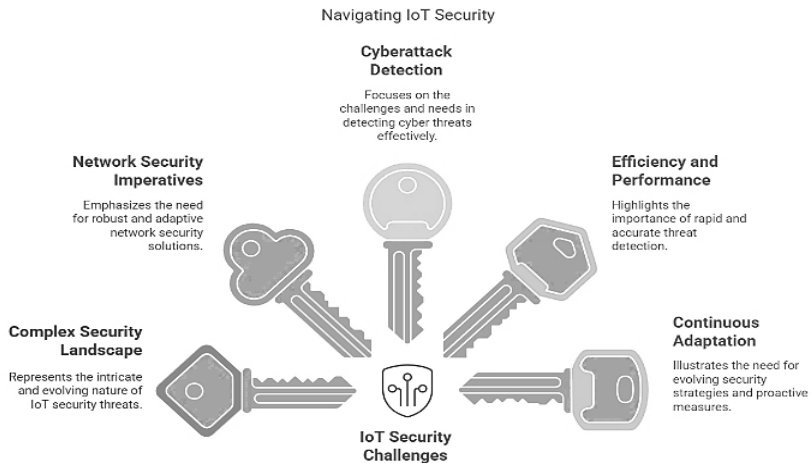 Navigating IoT Security
Cyberattack
Detection
Focuses on the
challenges and needs in
detecting cyber threats
effectively.
Network Security
Imperatives
Emphasizes the need
for robust and adaptive
network security
solutions.
Efficiency and
Performance
Highlights the
importance of rapid and
accurate threat
detection.
Complex Security
Landscape
Represents the intricate
and evolving nature of
IoT security threats.
Continuous
Adaptation
Illustrates the need for
evolving security
strategies and proactive
measures.
IoT Security
Challenges